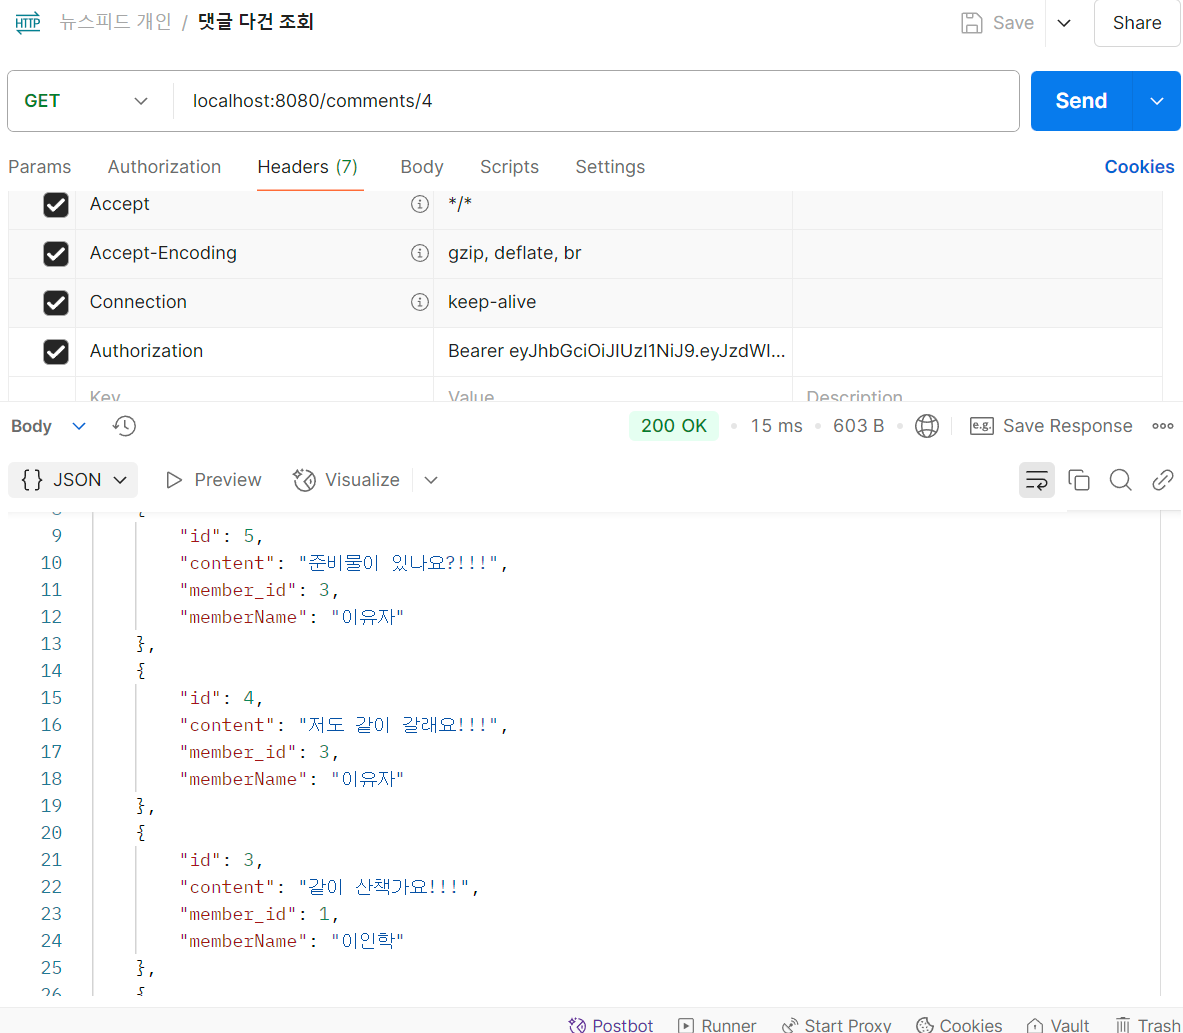 HTTP 뉴스피드 개인 / 댓글 다건 조회 Save Share
GET localhost:8080/comments/4 Send
Params Authorization Headers (7) Body Scripts Settings Cookies
Accept */*
Accept-Encoding gzip, deflate, br
Connection keep-alive
Authorization Bearer eyJhbGciOiJIUzI1NiJ9.eyJzdWI...
Key Value Description
Body 200 OK • 15 ms • 603 B • e.g. Save Response
{} JSON Preview Visualize
8 {
9 "id": 5,
10 "content": "준비물이 있나요?!!!",
11 "member_id": 3,
12 "memberName": "이유자"
13 },
14 {
15 "id": 4,
16 "content": "저도 같이 갈래요!!!",
17 "member_id": 3,
18 "memberName": "이유자"
19 },
20 {
21 "id": 3,
22 "content": "같이 산책가요!!!",
23 "member_id": 1,
24 "memberName": "이인학"
25 },
26 {
Postbot Runner Start Proxy Cookies Vault Trash